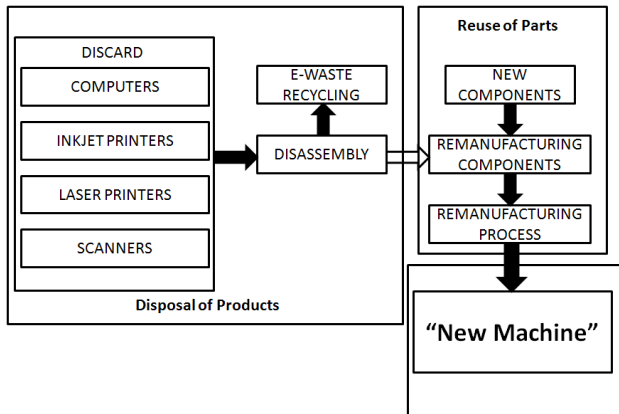 DISCARD
COMPUTERS
INKJET PRINTERS
LASER PRINTERS
SCANNERS
E-WASTE
RECYCLING
DISASSEMBLY
Disposal of Products
Reuse of Parts
NEW
COMPONENTS
REMANUFACTURING
COMPONENTS
REMANUFACTURING
PROCESS
“New Machine”